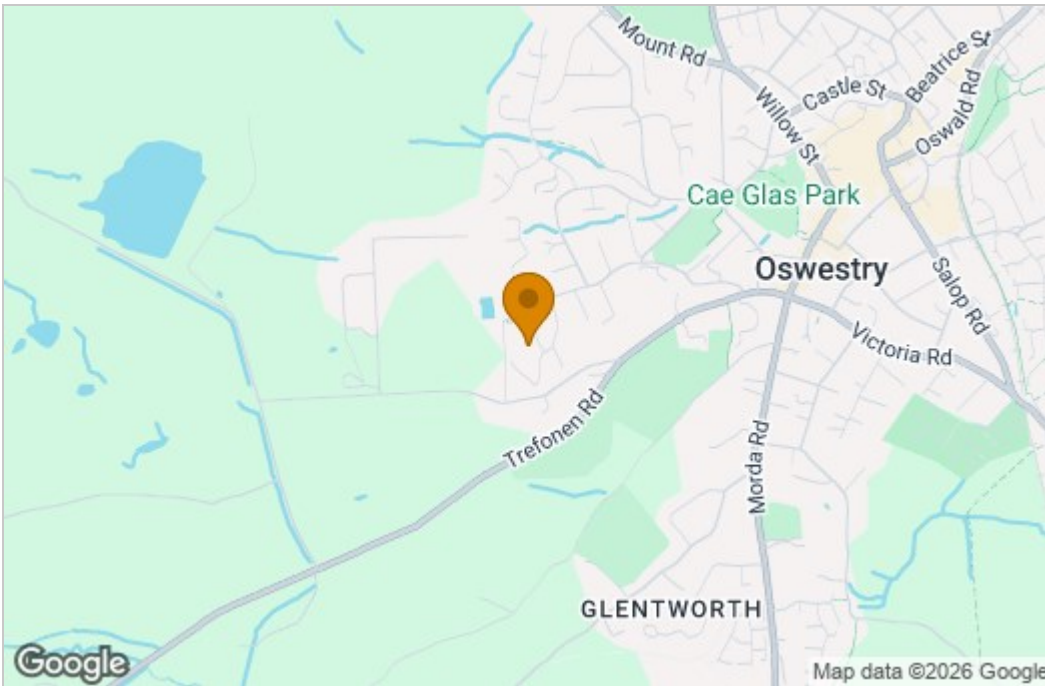 Mount Rd
Beatrice St
Castle St
Willow St
Oswald Rd
Cae Glas Park
Oswestry
Salop Rd
Victoria Rd
Trefonen Rd
Morda Rd
GLENTWORTH
Google
Map data ©2026 Google